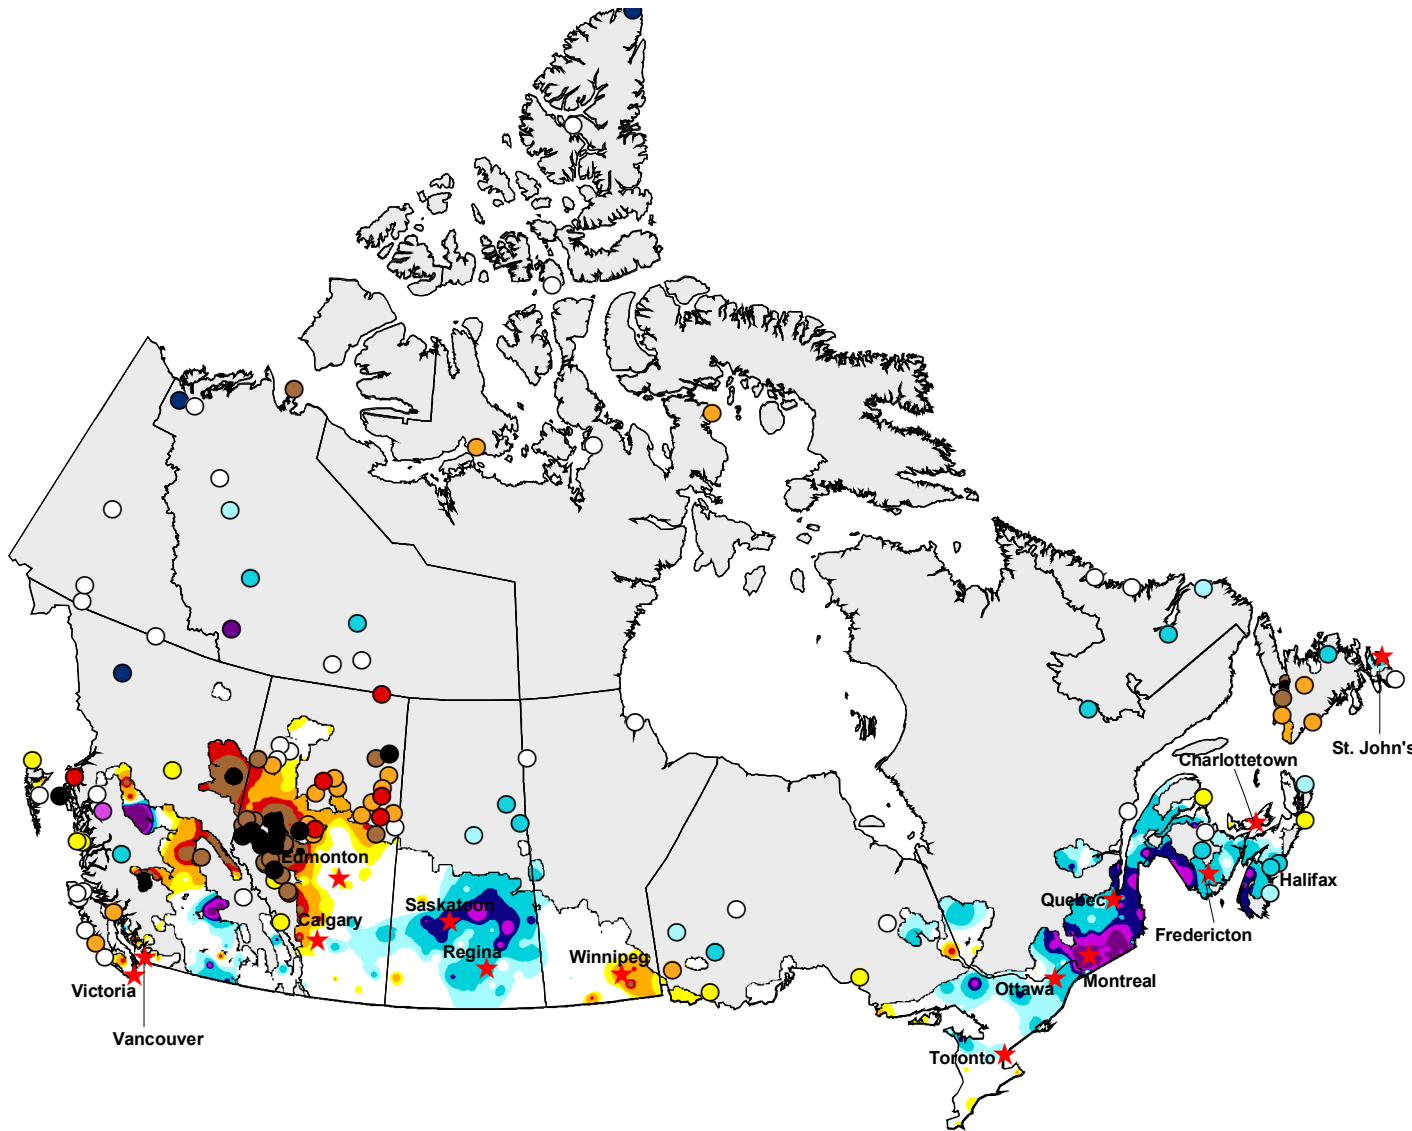 St. John's
Charlottetown
Edmonton
Halifax
Saskatoon
Quebec
Calgary
Fredericton
Regina
Winnipeg
Montreal
Ottawa
Victoria
Vancouver
Toronto